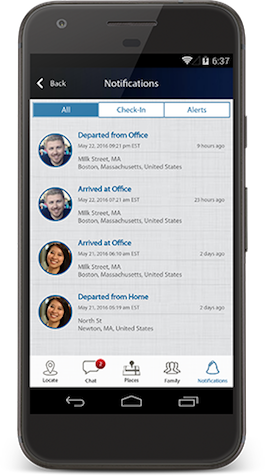 6:37
Back Notifications
All Check-In Alerts
Departed from Office
May 22, 2016 09:21 pm EST 9 hours ago
Milk Street, MA
Boston, Massachusetts, United States
Arrived at Office
May 22, 2016 07:21 am EST 23 hours ago
Milk Street, MA
Boston, Massachusetts, United States
Arrived at Office
May 21, 2016 06:10 am EST 2 days ago
Milk Street, MA
Boston, Massachusetts, United States
Departed from Home
May 21, 2016 05:19 am EST 2 days ago
North St
Newton, MA, United States
2
Locate Chat Places Family Notifications